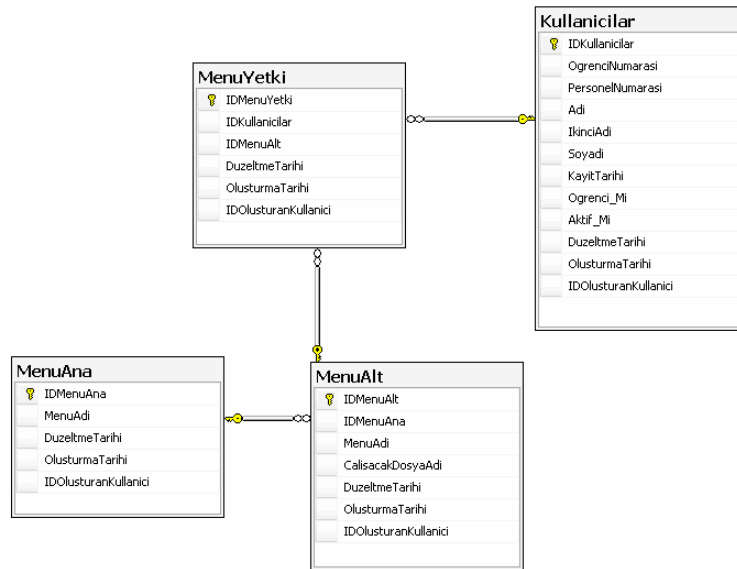 Kullanicilar
IDKullanicilar
OgrenciNumarasi
PersonelNumarasi
Adi
IkinciAdi
Soyadi
KayitTarihi
Ogrenci_Mi
Aktif_Mi
DuzeltmeTarihi
OlusturmaTarihi
IDOlusturanKullanici
MenuYetki
IDMenuYetki
IDKullanicilar
IDMenuAlt
DuzeltmeTarihi
OlusturmaTarihi
IDOlusturanKullanici
MenuAna
IDMenuAna
MenuAdi
DuzeltmeTarihi
OlusturmaTarihi
IDOlusturanKullanici
MenuAlt
IDMenuAlt
IDMenuAna
MenuAdi
CalisacakDosyaAdi
DuzeltmeTarihi
OlusturmaTarihi
IDOlusturanKullanici